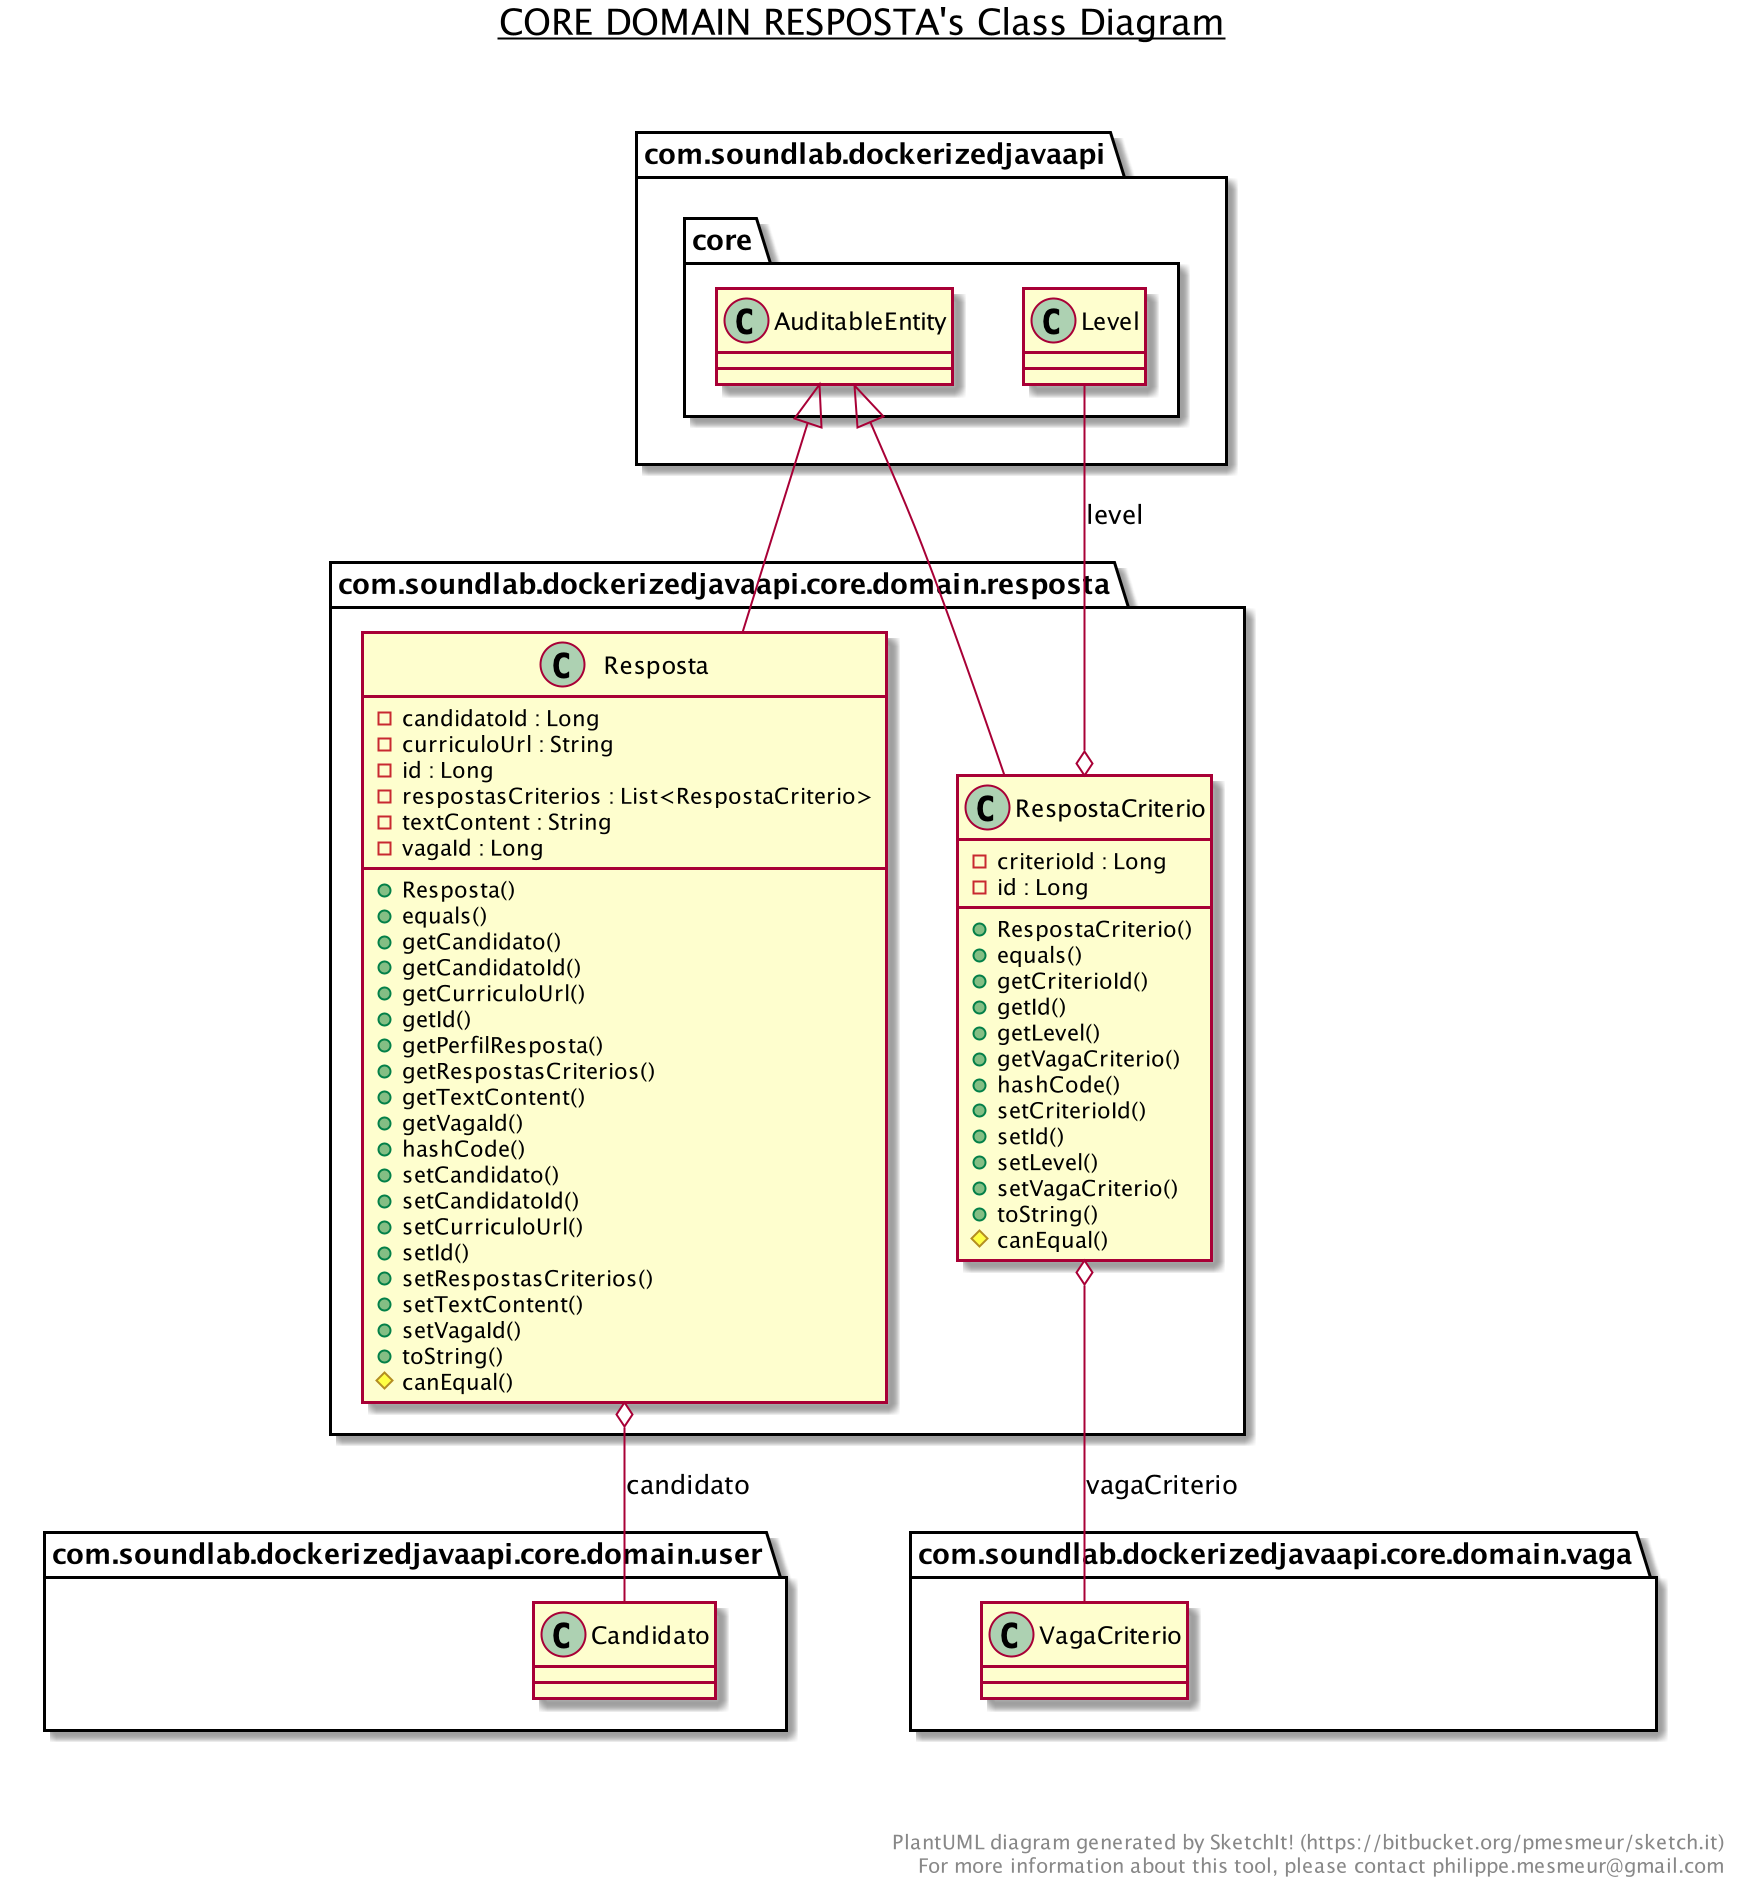 CORE DOMAIN RESPOSTA's Class Diagram
com.soundlab.dockerizedjavaapi
core
C AuditableEntity
C Level
level
com.soundlab.dockerizedjavaapi.core.domain.resposta
C Resposta
candidatoId : Long
curriculoUrl : String
id : Long
respostasCriterios : List<RespostaCriterio>
textContent : String
vagaId : Long
Resposta()
equals()
getCandidato()
getCandidatoId()
getCurriculoUrl()
getId()
getPerfilResposta()
getRespostasCriterios()
getTextContent()
getVagaId()
hashCode()
setCandidato()
setCandidatoId()
setCurriculoUrl()
setId()
setRespostasCriterios()
setTextContent()
setVagaId()
toString()
canEqual()
C RespostaCriterio
criterioId : Long
id : Long
RespostaCriterio()
equals()
getCriterioId()
getId()
getLevel()
getVagaCriterio()
hashCode()
setCriterioId()
setId()
setLevel()
setVagaCriterio()
toString()
canEqual()
candidato
vagaCriterio
com.soundlab.dockerizedjavaapi.core.domain.user
C Candidato
com.soundlab.dockerizedjavaapi.core.domain.vaga
C VagaCriterio
PlantUML diagram generated by SketchIt! (https://bitbucket.org/pmesmeur/sketch.it)
For more information about this tool, please contact philippe.mesmeur@gmail.com